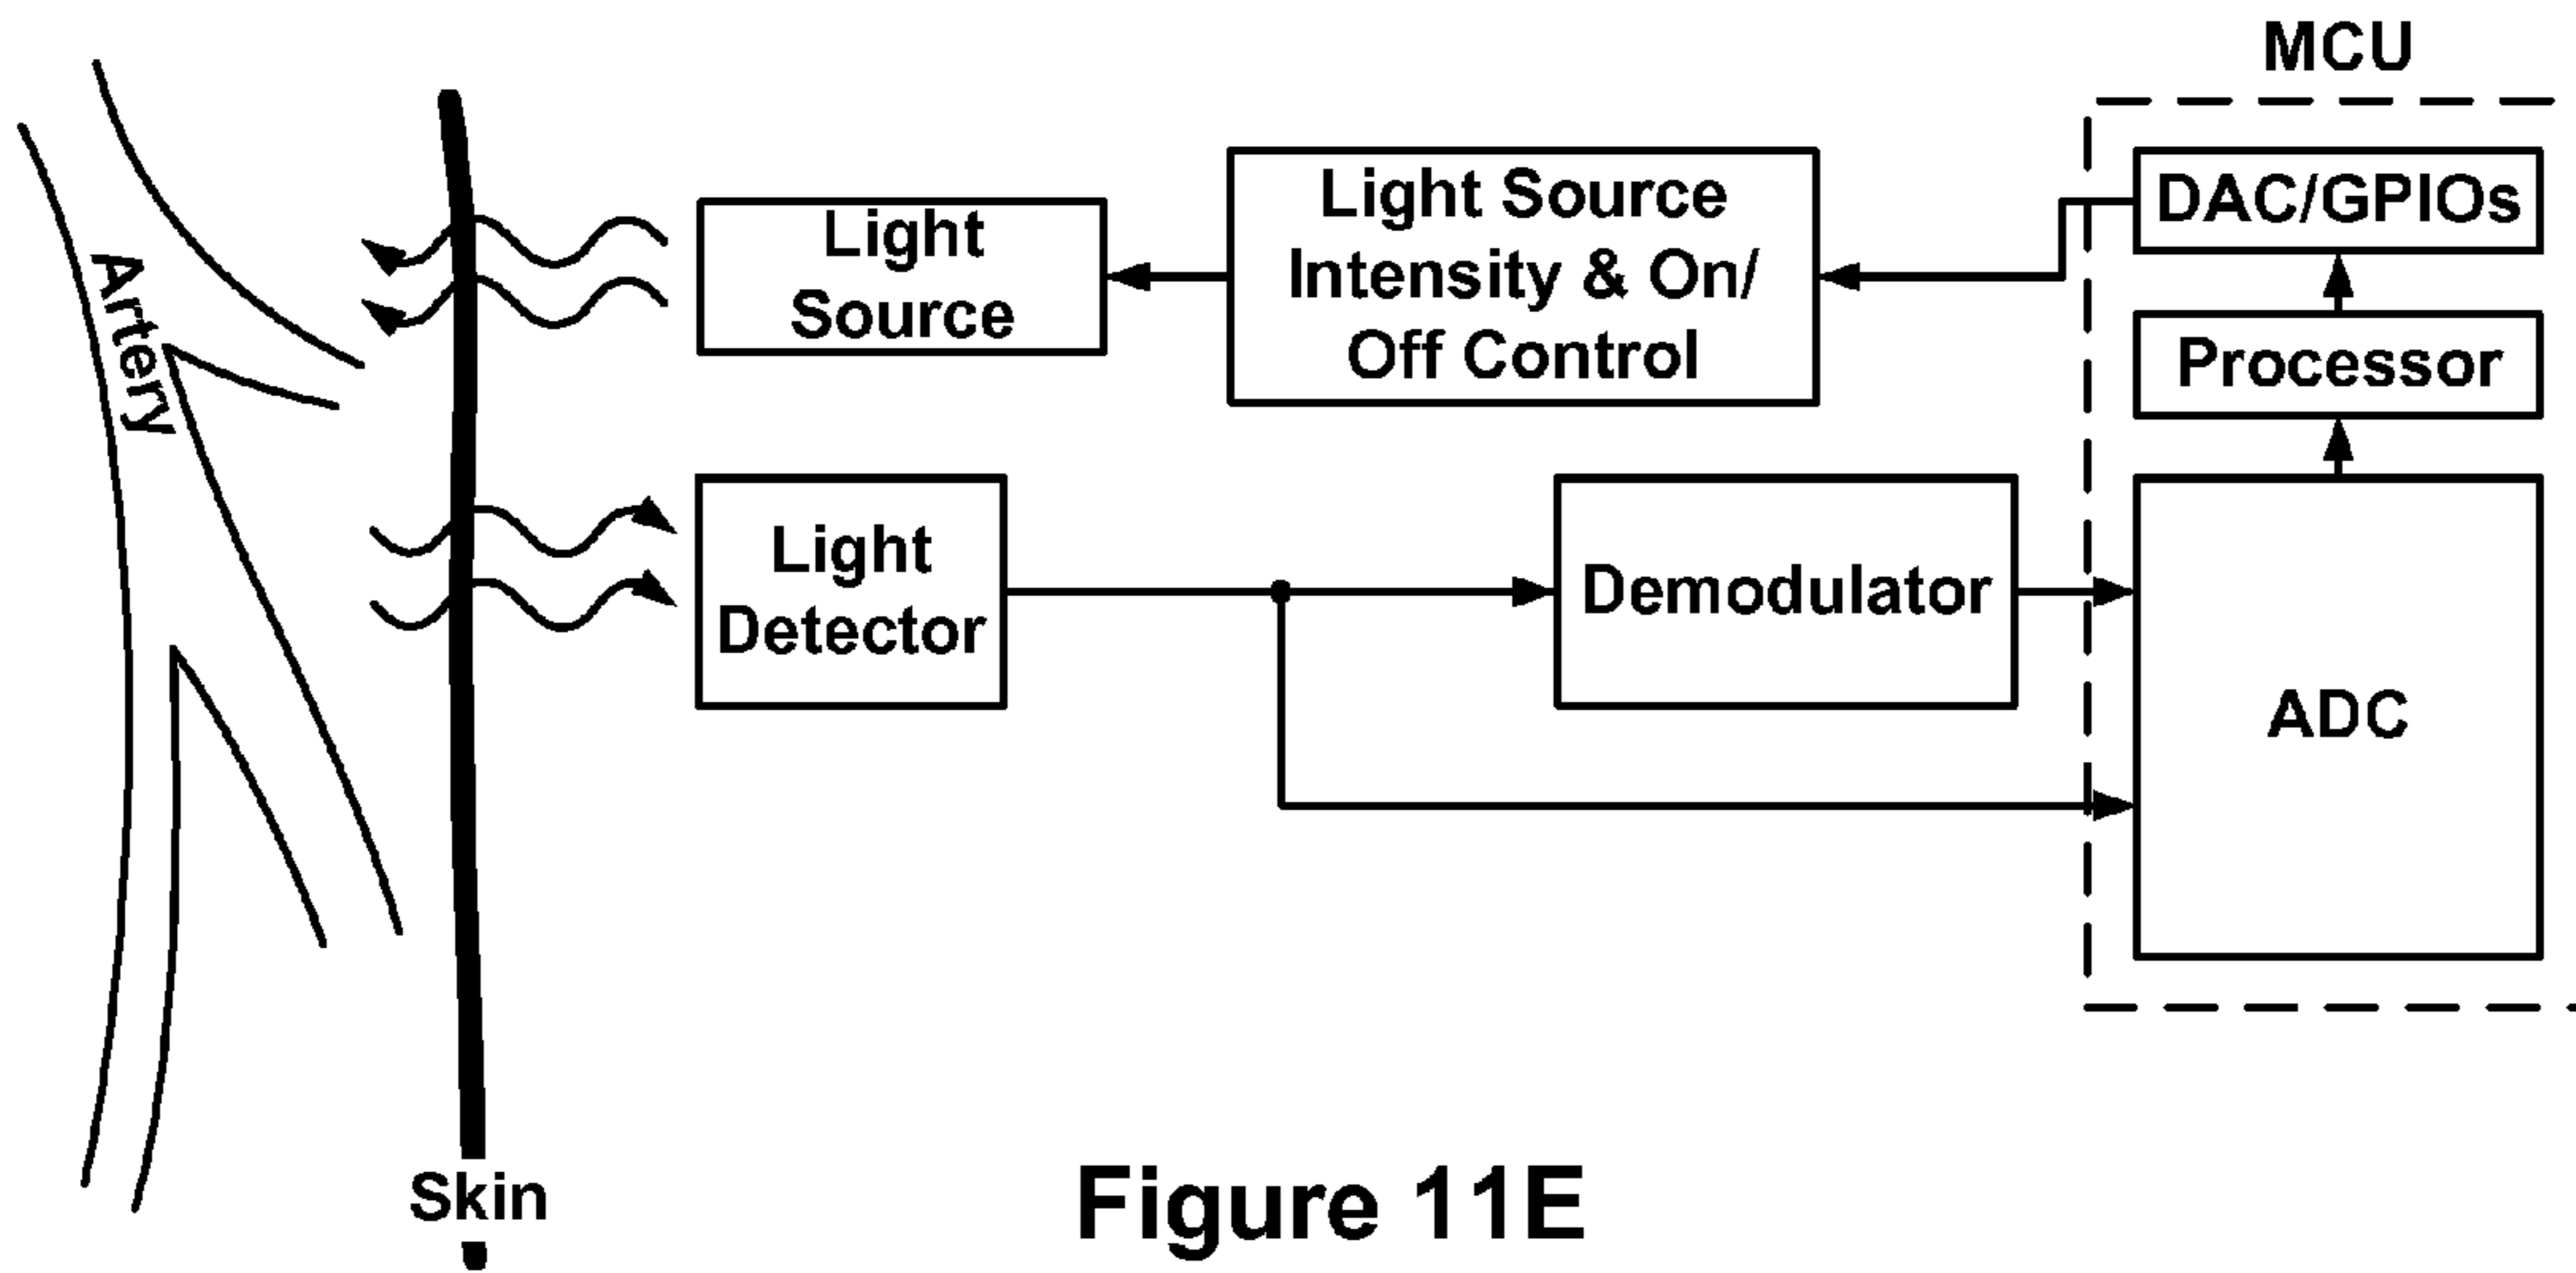 MCU
Artery
Light
Source
Light Source
Intensity & On/
Off Control
DAC/GPIOs
Processor
Light
Detector
Demodulator
ADC
Skin
Figure 11E